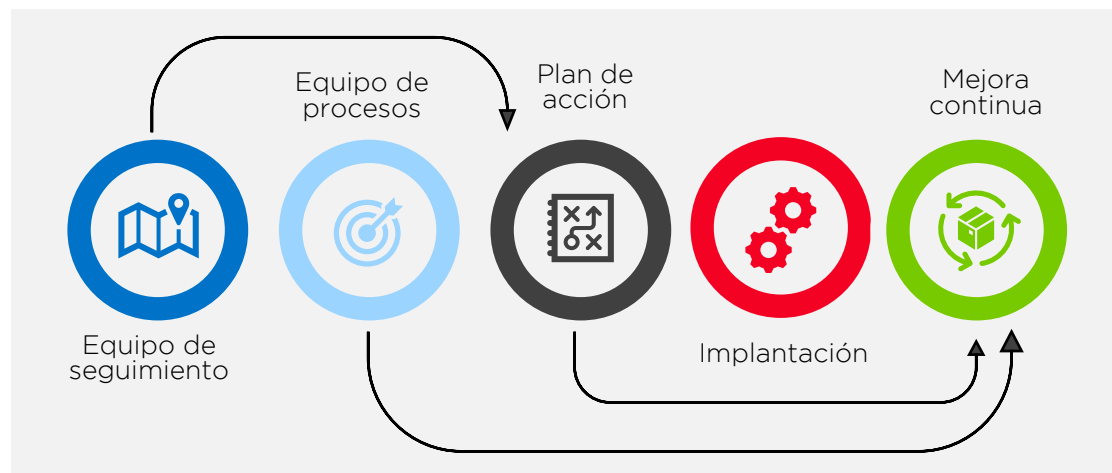 Equipo de
procesos
Plan de
acción
Mejora
continua
Equipo de
seguimiento
Implantación